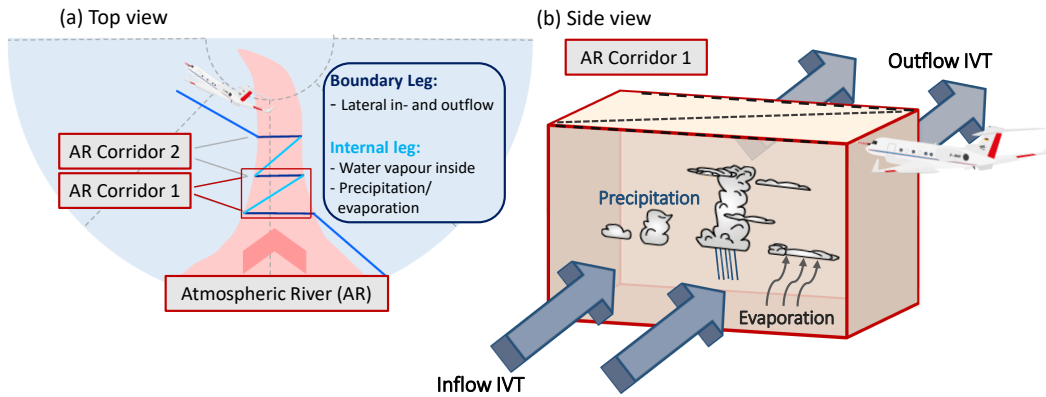 (a) Top view
Boundary Leg:
- Lateral in- and outflow
Internal leg:
- Water vapour inside
- Precipitation/
evaporation
AR Corridor 2
AR Corridor 1
Atmospheric River (AR)
(b) Side view
AR Corridor 1
Outflow IVT
Precipitation
Evaporation
Inflow IVT